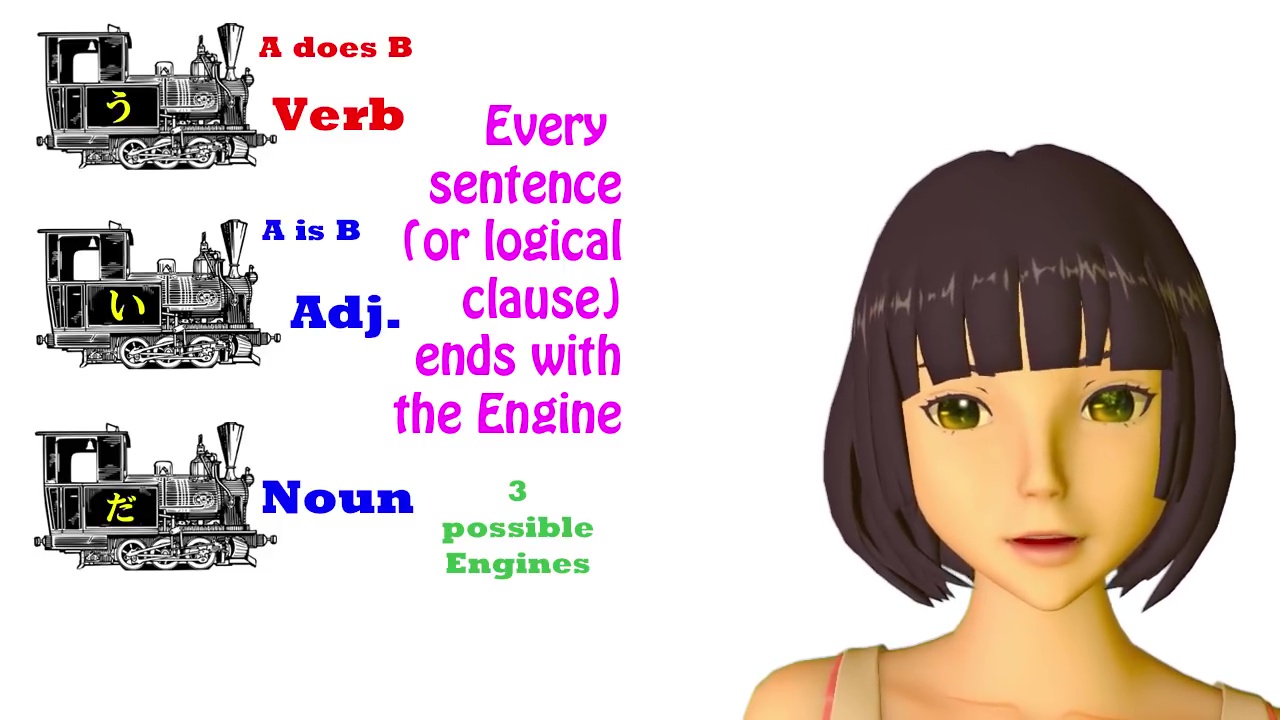 A does B
う
Verb
A is B
い
Adj.
だ
Noun
Every
sentence
(or logical
clause)
ends with
the Engine
3
possible
Engines